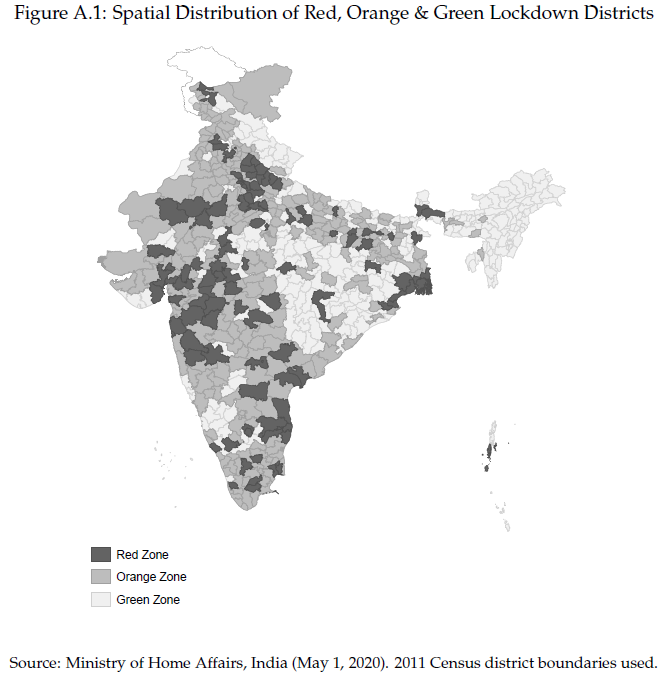 Figure A.1: Spatial Distribution of Red, Orange & Green Lockdown Districts
Red Zone
Orange Zone
Green Zone
Source: Ministry of Home Affairs, India (May 1, 2020). 2011 Census district boundaries used.